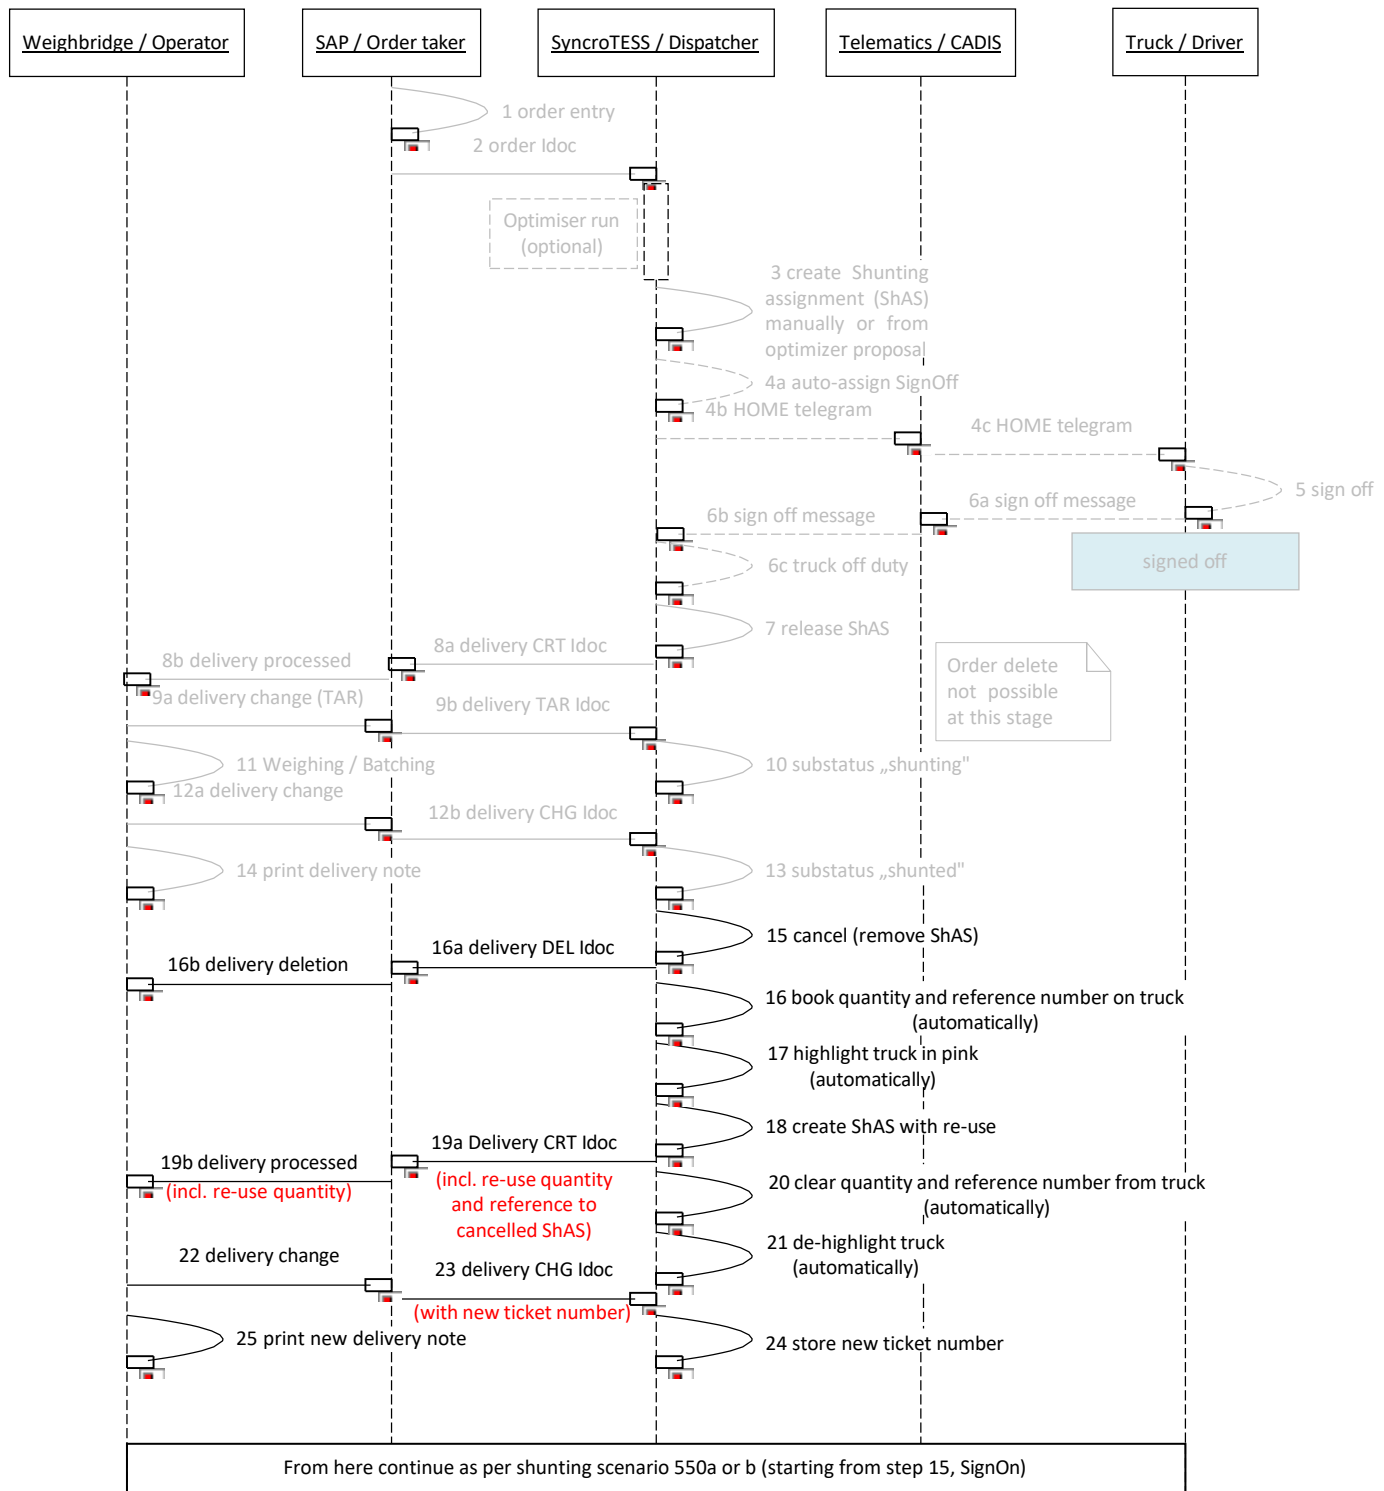 Weighbridge / Operator
SAP / Order taker
SyncroTESS / Dispatcher
Telematics / CADIS
Truck / Driver
1 order entry
2 order Idoc
Optimiser run
(optional)
3 create Shunting
assignment (ShAS)
manually or from
optimizer proposal
4a auto-assign SignOff
4b HOME telegram
4c HOME telegram
5 sign off
6a sign off message
6b sign off message
signed off
6c truck off duty
7 release ShAS
8a delivery CRT Idoc
8b delivery processed
Order delete
not possible
at this stage
9a delivery change (TAR)
9b delivery TAR Idoc
11 Weighing / Batching
10 substatus „shunting"
12a delivery change
12b delivery CHG Idoc
14 print delivery note
13 substatus „shunted"
15 cancel (remove ShAS)
16a delivery DEL Idoc
16b delivery deletion
16 book quantity and reference number on truck
(automatically)
17 highlight truck in pink
(automatically)
18 create ShAS with re-use
19a Delivery CRT Idoc
19b delivery processed
(incl. re-use quantity)
(incl. re-use quantity
and reference to
cancelled ShAS)
20 clear quantity and reference number from truck
(automatically)
21 de-highlight truck
(automatically)
22 delivery change
23 delivery CHG Idoc
(with new ticket number)
25 print new delivery note
24 store new ticket number
From here continue as per shunting scenario 550a or b (starting from step 15, SignOn)